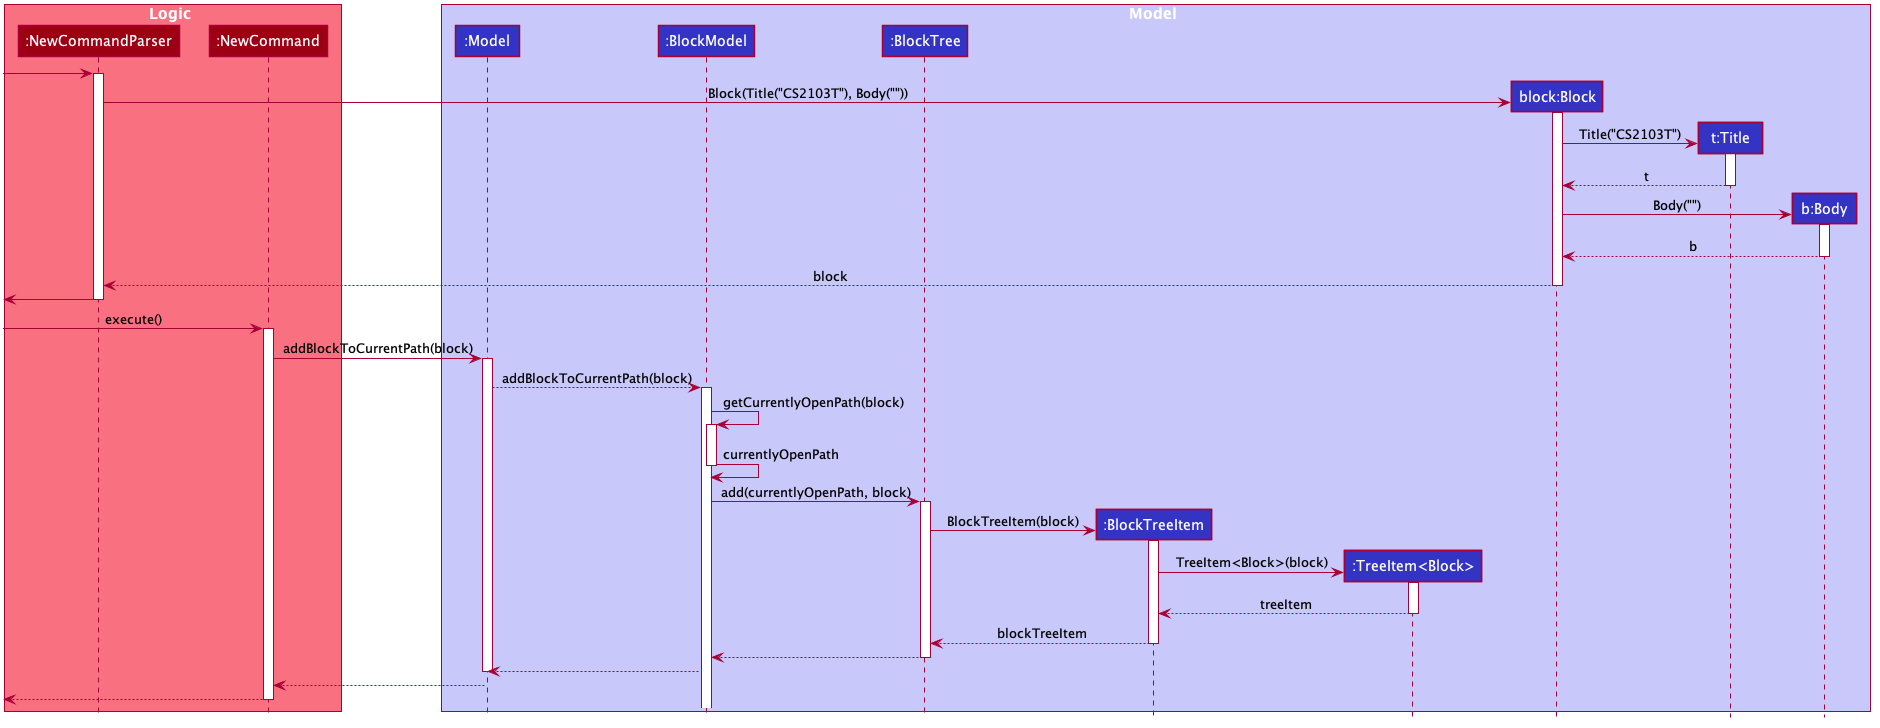 Logic
Model
:NewCommandParser
:NewCommand
:Model
:BlockModel
:BlockTree
Block(Title("CS2103T"), Body(""))
block:Block
Title("CS2103T")
t:Title
t
Body("")
b:Body
b
block
execute()
addBlockToCurrentPath(block)
addBlockToCurrentPath(block)
getCurrentlyOpenPath(block)
currentlyOpenPath
add(currentlyOpenPath, block)
BlockTreeItem(block)
:BlockTreeItem
TreeItem<Block>(block)
:TreeItem<Block>
treeItem
blockTreeItem